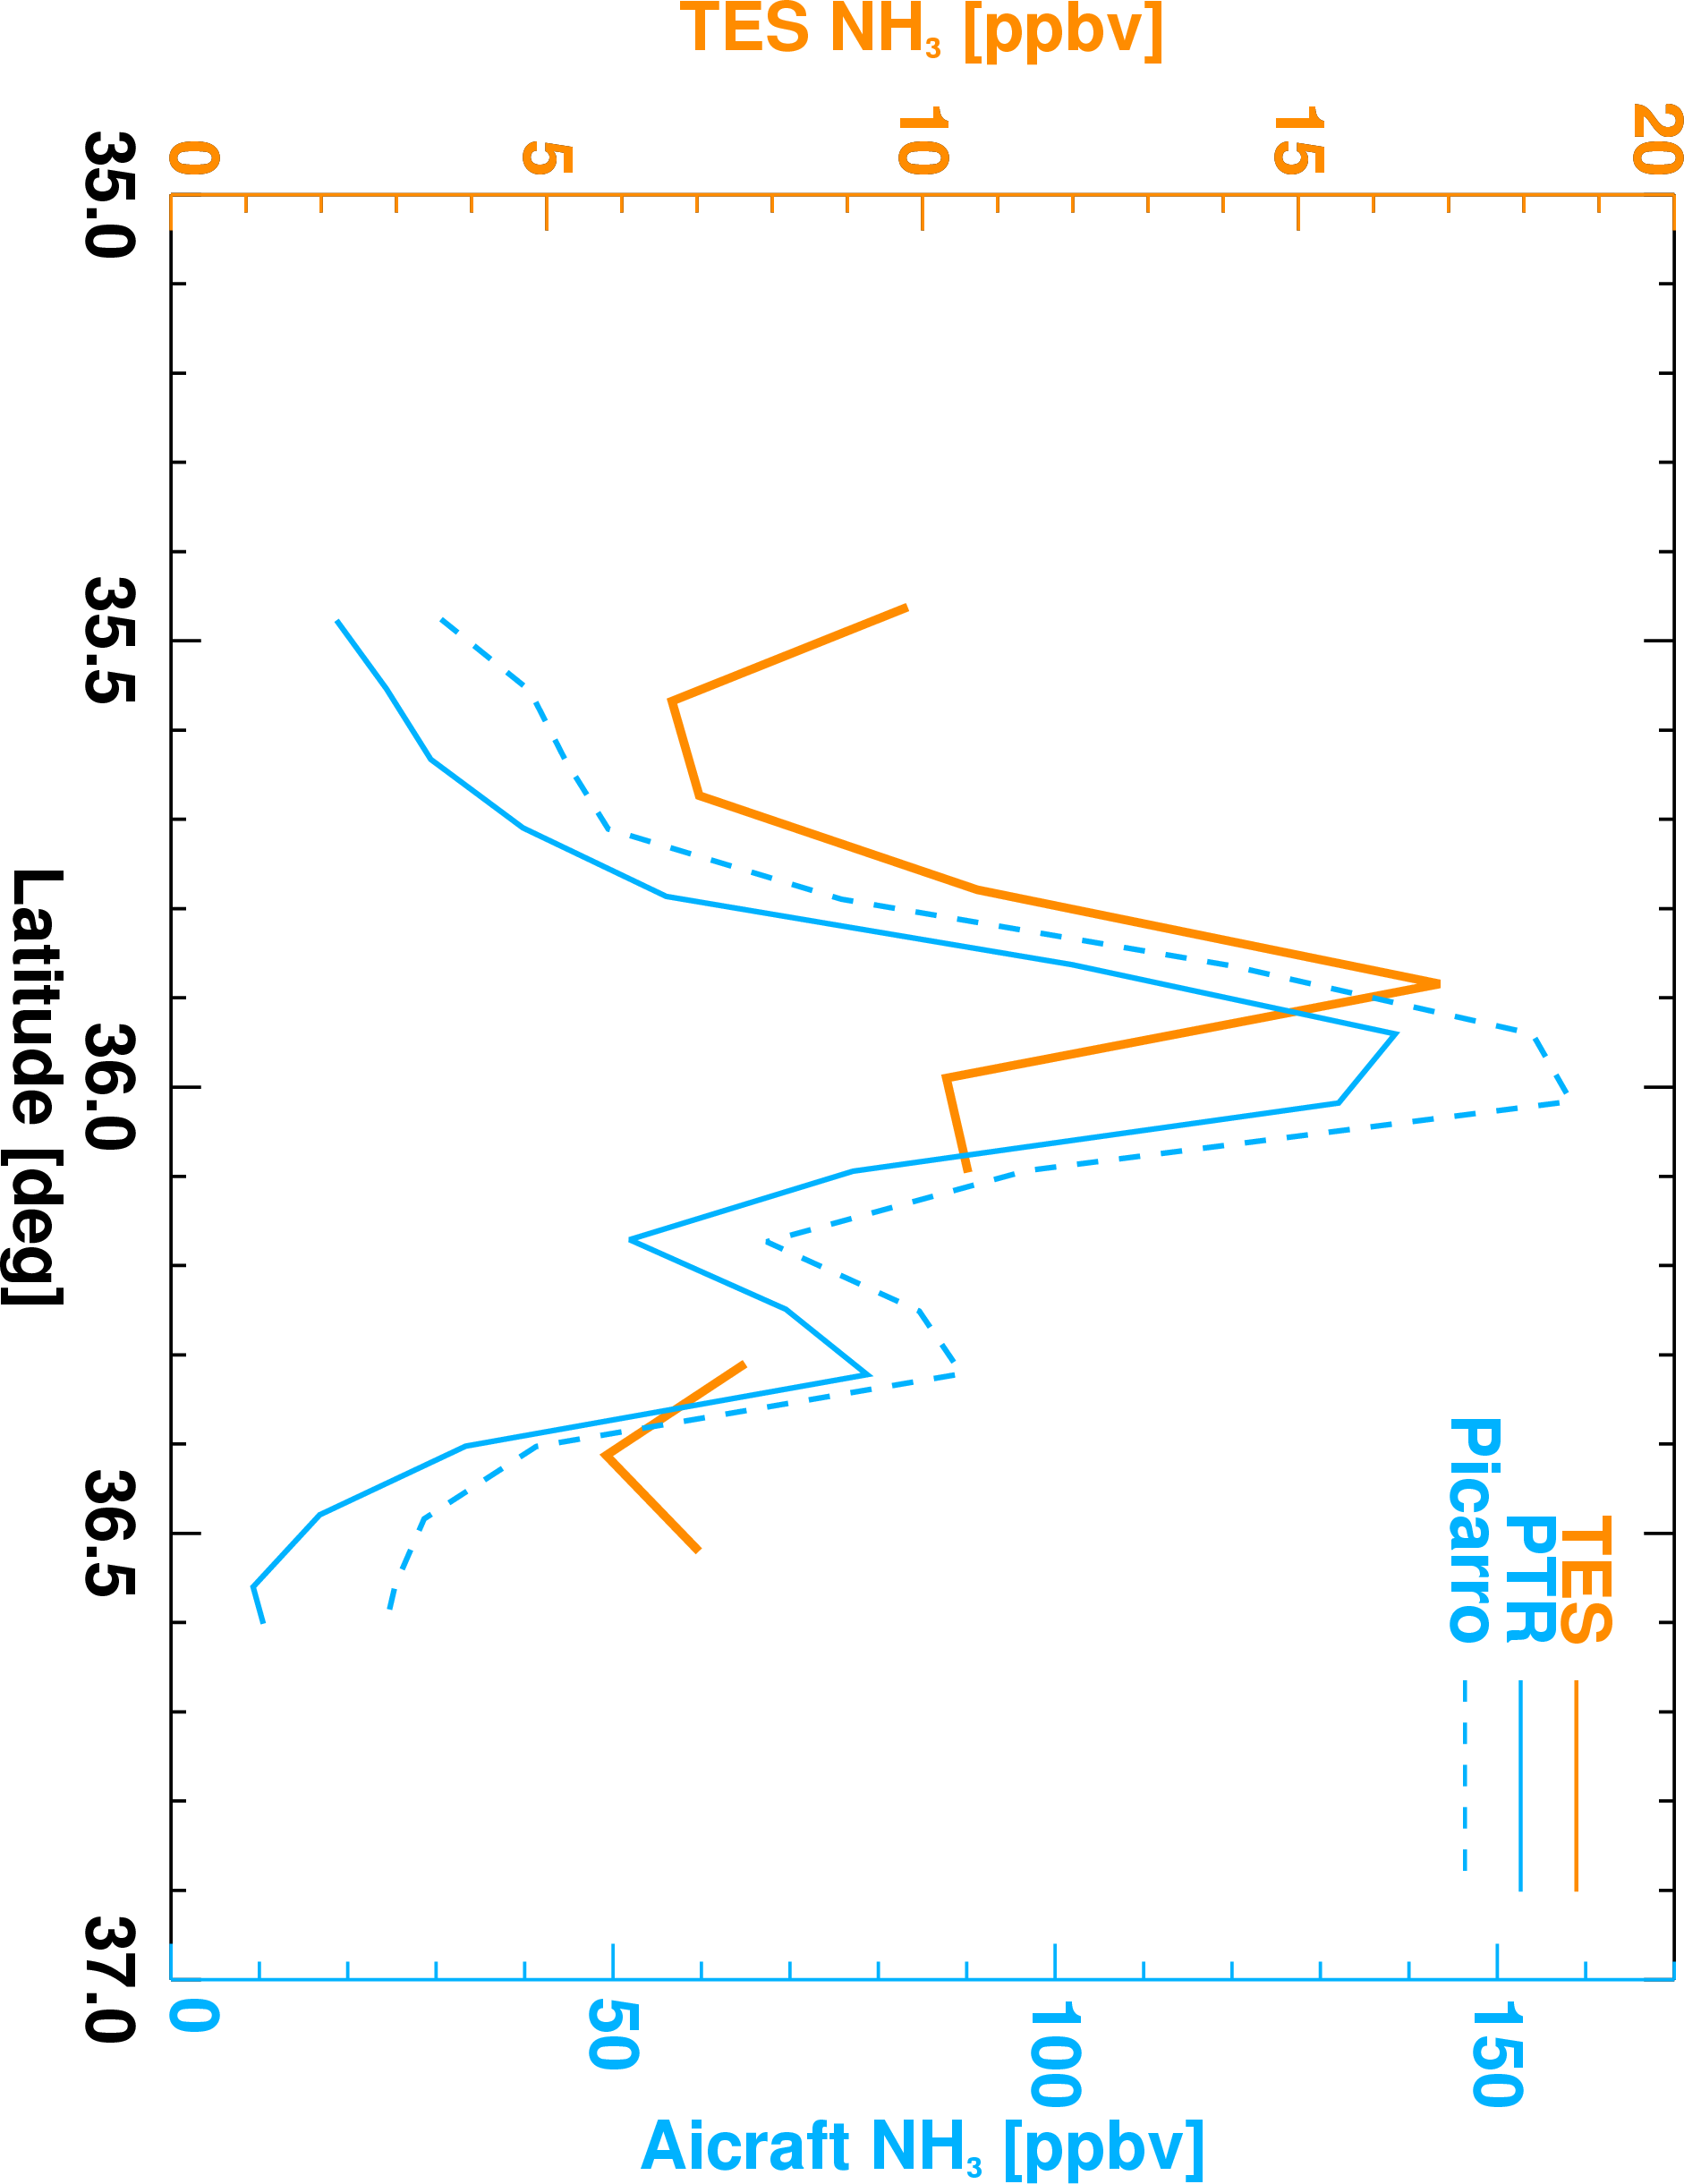 TES NH₃ [ppbv]
0 5 10 15 20
35.0 35.5 36.0 36.5 37.0
Latitude [deg]
TES
PTR
Picarro
0 50 100 150
Aicraft NH₃ [ppbv]